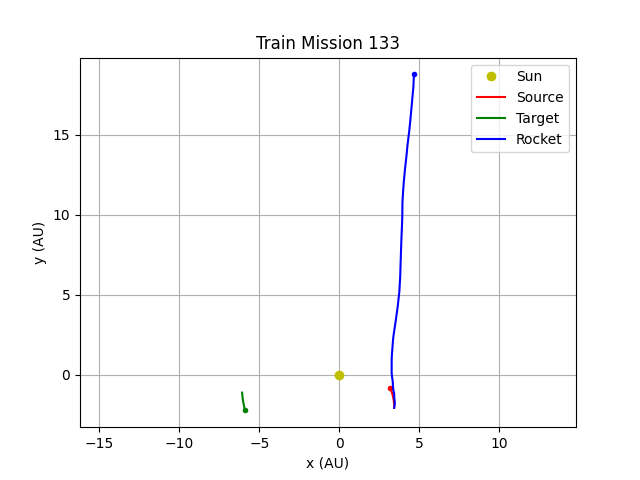 Train Mission 133
Sun
Source
Target
Rocket
15
10
5
0
y (AU)
−15 −10 −5 0 5 10
x (AU)